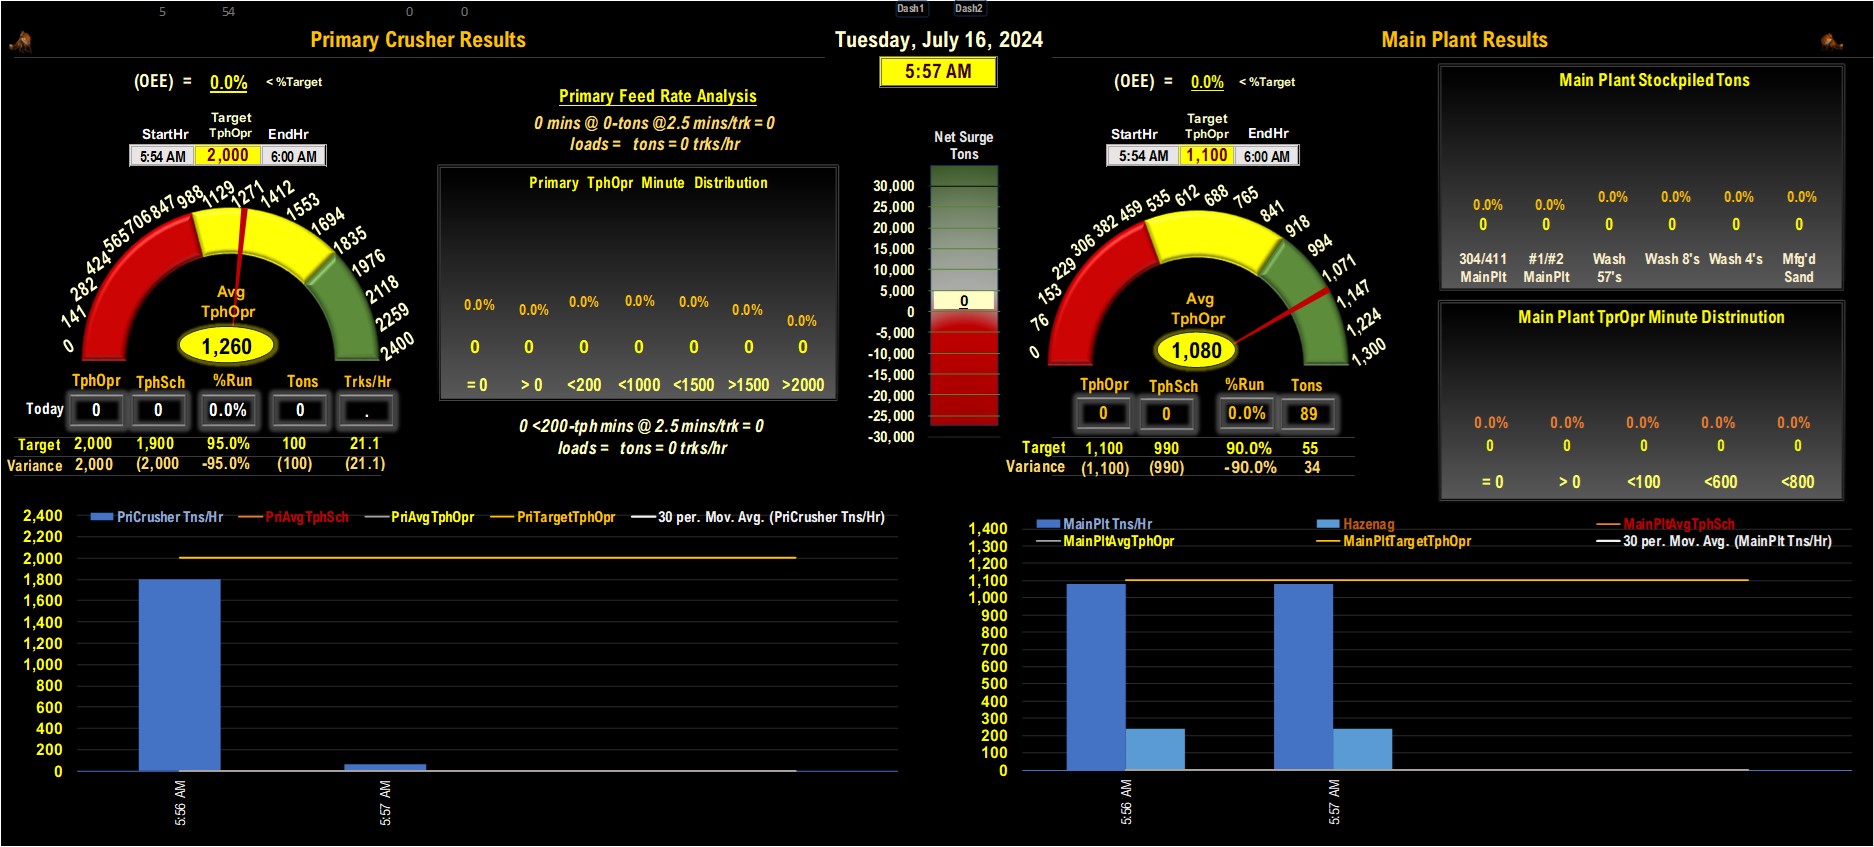 5 54 0 0 Dash1 Dash2
Primary Crusher Results
Tuesday, July 16, 2024
5:57 AM
Main Plant Results
(OEE) = 0.0% < %Target
StartHr Target TphOpr EndHr
5:54 AM 2,000 6:00 AM
0 141 282 424 565 706 847 988 1129 1271 1412 1553 1694 1835 1976 2118 2259 2400
Avg
TphOpr
1,260
TphOpr TphSch %Run Tons Trks/Hr
Today 0 0 0.0% 0 .
Target 2,000 1,900 95.0% 100 21.1
Variance 2,000 (2,000 -95.0% (100) (21.1)
Primary Feed Rate Analysis
0 mins @ 0-tons @2.5 mins/trk = 0
loads = tons = 0 trks/hr
Primary TphOpr Minute Distribution
0.0% 0.0% 0.0% 0.0% 0.0% 0.0% 0.0%
0 0 0 0 0 0 0
= 0 > 0 <200 <1000 <1500 >1500 >2000
0 <200-tph mins @ 2.5 mins/trk = 0
loads = tons = 0 trks/hr
Net Surge
Tons
30,000
25,000
20,000
15,000
10,000
5,000
0
0
-5,000
-10,000
-15,000
-20,000
-25,000
-30,000
(OEE) = 0.0% < %Target
StartHr Target TphOpr EndHr
5:54 AM 1,100 6:00 AM
0 76 153 229 306 382 459 535 612 688 765 841 918 994 1,071 1,147 1,224 1,300
Avg
TphOpr
1,080
TphOpr TphSch %Run Tons
0 0 0.0% 89
Target 1,100 990 90.0% 55
Variance (1,100) (990) -90.0% 34
Main Plant Stockpiled Tons
0.0% 0.0% 0.0% 0.0% 0.0% 0.0%
0 0 0 0 0 0
304/411 #1/#2 Wash Wash 8's Wash 4's Mfg'd
MainPlt MainPlt 57's Sand
Main Plant TprOpr Minute Distrinution
0.0% 0.0% 0.0% 0.0% 0.0%
0 0 0 0 0
= 0 > 0 <100 <600 <800
PriCrusher Tns/Hr PriAvgTphSch PriAvgTphOpr PriTargetTphOpr 30 per. Mov. Avg. (PriCrusher Tns/Hr)
2,400
2,200
2,000
1,800
1,600
1,400
1,200
1,000
800
600
400
200
0
5:56 AM 5:57 AM
MainPlt Tns/Hr Hazenag MainPltAvgTphSch
MainPltAvgTphOpr MainPltTargetTphOpr 30 per. Mov. Avg. (MainPlt Tns/Hr)
1,400
1,300
1,200
1,100
1,000
900
800
700
600
500
400
300
200
100
0
5:56 AM 5:57 AM